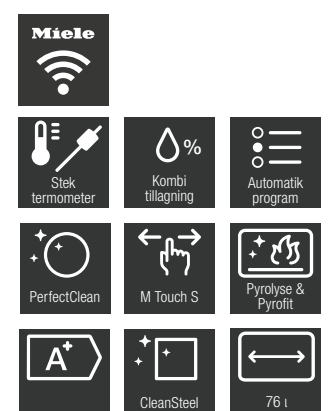 Miele
%
Stek
termometer
Kombi
tillagning
Automatik
program
PerfectClean
M Touch S
Pyrolyse &
Pyrofit
A+
CleanSteel
76 l